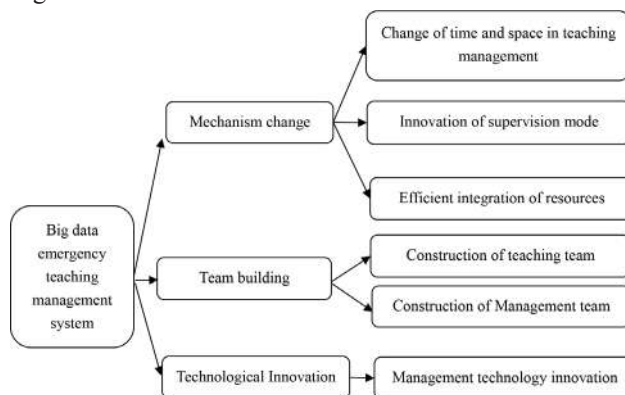 Change of time and space in teaching
management
Mechanism change
Innovation of supervision mode
Efficient integration of resources
Big data
emergency
teaching
management
system
Team building
Construction of teaching team
Construction of Management team
Technological Innovation
Management technology innovation